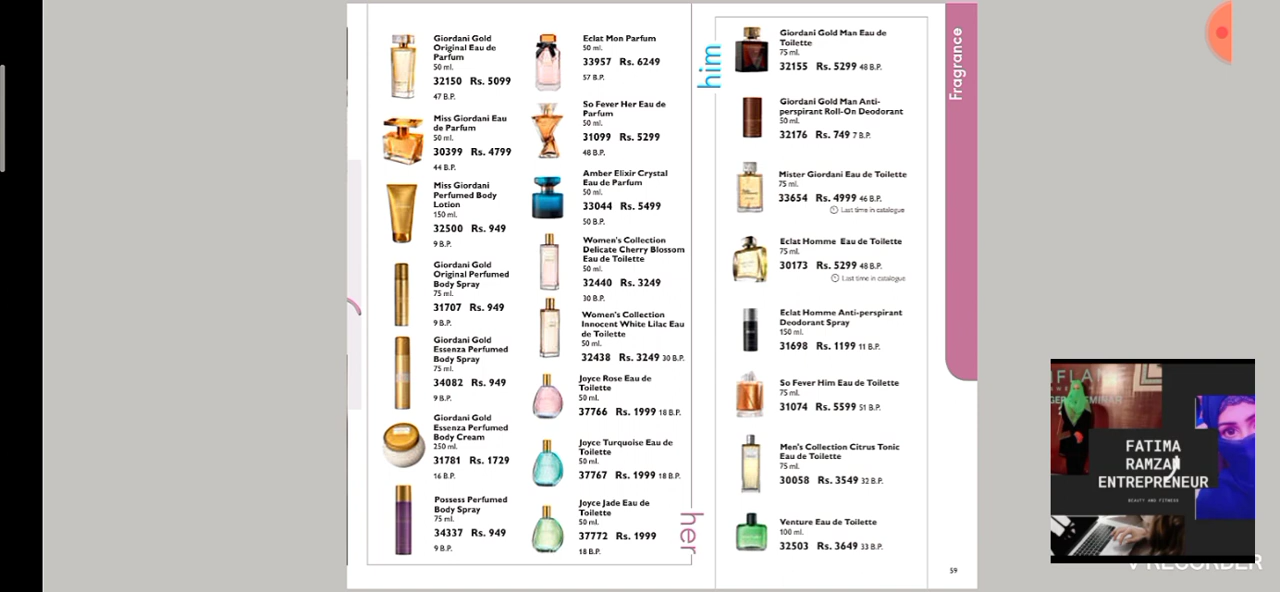 Giordani Gold
Original Eau de
Parfum
50 ml.
32150 Rs. 5099
47 B.P.
Miss Giordani Eau
de Parfum
50 ml.
30399 Rs. 4799
44 B.P.
Miss Giordani
Perfumed Body
Lotion
150 ml.
32500 Rs. 949
9 B.P.
Giordani Gold
Original Perfumed
Body Spray
75 ml.
31707 Rs. 949
9 B.P.
Giordani Gold
Essenza Perfumed
Body Spray
75 ml.
34082 Rs. 949
9 B.P.
Giordani Gold
Essenza Perfumed
Body Cream
250 ml.
31781 Rs. 1729
16 B.P.
Possess Perfumed
Body Spray
75 ml.
34337 Rs. 949
9 B.P.
Eclat Mon Parfum
50 ml.
33957 Rs. 6249
57 B.P.
So Fever Her Eau de
Parfum
50 ml.
31099 Rs. 5299
48 B.P.
Amber Elixir Crystal
Eau de Parfum
50 ml.
33044 Rs. 5499
50 B.P.
Women's Collection
Delicate Cherry Blossom
Eau de Toilette
50 ml.
32440 Rs. 3249
30 B.P.
Women's Collection
Innocent White Lilac Eau
de Toilette
50 ml.
32438 Rs. 3249 30 B.P.
Joyce Rose Eau de
Toilette
50 ml.
37766 Rs. 1999 18 B.P.
Joyce Turquoise Eau de
Toilette
50 ml.
37767 Rs. 1999 18 B.P.
Joyce Jade Eau de
Toilette
50 ml.
37772 Rs. 1999
18 B.P.
her
him
Giordani Gold Man Eau de
Toilette
75 ml.
32155 Rs. 5299 48 B.P.
Giordani Gold Man Anti-
perspirant Roll-On Deodorant
50 ml.
32176 Rs. 749 7 B.P.
Mister Giordani Eau de Toilette
75 ml.
33654 Rs. 4999 46 B.P.
Last time in catalogue
Eclat Homme Eau de Toilette
75 ml.
30173 Rs. 5299 48 B.P.
Last time in catalogue
Eclat Homme Anti-perspirant
Deodorant Spray
150 ml.
31698 Rs. 1199 11 B.P.
So Fever Him Eau de Toilette
75 ml.
31074 Rs. 5599 51 B.P.
Men's Collection Citrus Tonic
Eau de Toilette
75 ml.
30058 Rs. 3549 32 B.P.
Venture Eau de Toilette
100 ml.
32503 Rs. 3649 33 B.P.
59
Fragrance
FATIMA
RAMZAN
ENTREPRENEUR
BEAUTY AND FITNESS
RECORDER